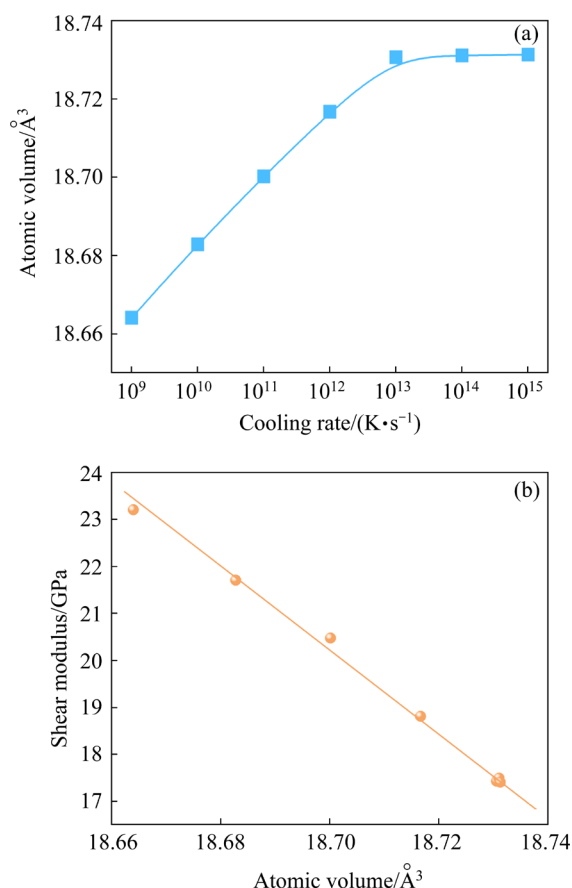 (a)
18.74
18.72
18.70
18.68
18.66
Atomic volume/Å³
10⁹ 10¹⁰ 10¹¹ 10¹² 10¹³ 10¹⁴ 10¹⁵
Cooling rate/(K•s⁻¹)
(b)
24
23
22
21
20
19
18
17
Shear modulus/GPa
18.66 18.68 18.70 18.72 18.74
Atomic volume/Å³